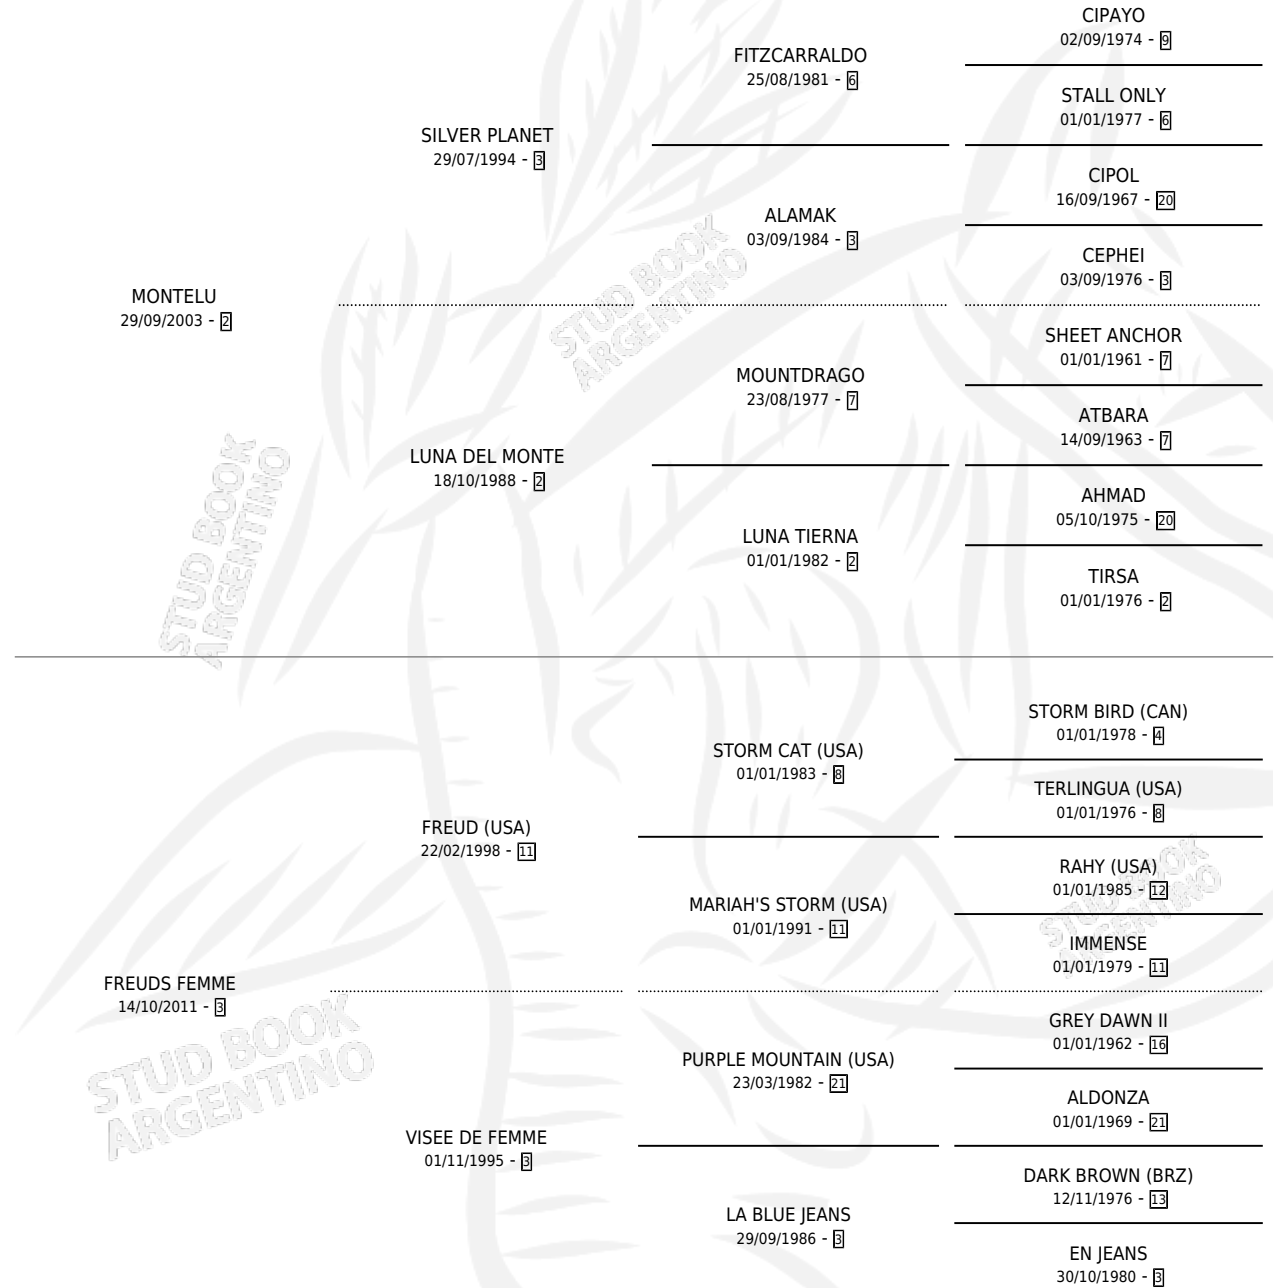 CIPAYO
02/09/1974 - 9
FITZCARRALDO
25/08/1981 - 6
STALL ONLY
01/01/1977 - 6
SILVER PLANET
29/07/1994 - 3
CIPOL
16/09/1967 - 20
ALAMAK
03/09/1984 - 3
CEPHEI
03/09/1976 - 3
MONTELU
29/09/2003 - 2
SHEET ANCHOR
01/01/1961 - 7
MOUNTDRAGO
23/08/1977 - 7
ATBARA
14/09/1963 - 7
LUNA DEL MONTE
18/10/1988 - 2
AHMAD
05/10/1975 - 20
LUNA TIERNA
01/01/1982 - 2
TIRSA
01/01/1976 - 2
STORM BIRD (CAN)
01/01/1978 - 4
STORM CAT (USA)
01/01/1983 - 8
TERLINGUA (USA)
01/01/1976 - 8
FREUD (USA)
22/02/1998 - 11
RAHY (USA)
01/01/1985 - 12
MARIAH'S STORM (USA)
01/01/1991 - 11
IMMENSE
01/01/1979 - 11
FREUDS FEMME
14/10/2011 - 3
GREY DAWN II
01/01/1962 - 16
PURPLE MOUNTAIN (USA)
23/03/1982 - 21
ALDONZA
01/01/1969 - 21
VISEE DE FEMME
01/11/1995 - 3
DARK BROWN (BRZ)
12/11/1976 - 13
LA BLUE JEANS
29/09/1986 - 3
EN JEANS
30/10/1980 - 3
STUD BOOK
ARGENTINO
STUD BOOK
ARGENTINO
STUD BOOK
ARGENTINO
STUD BOOK
ARGENTINO